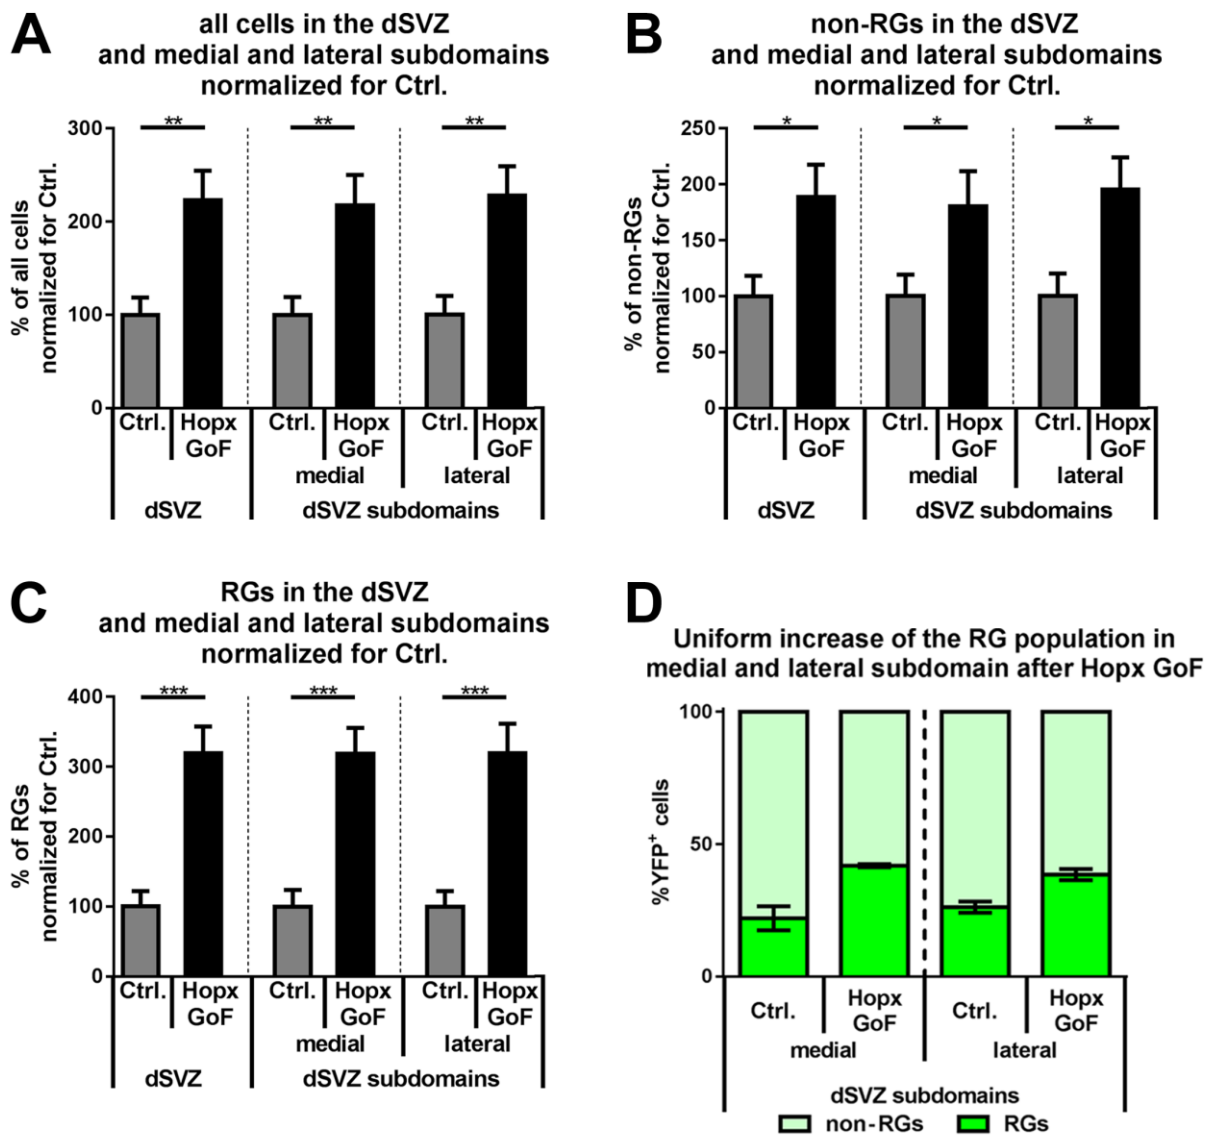 A
all cells in the dSVZ
and medial and lateral subdomains
normalized for Ctrl.
% of all cells
normalized for Ctrl.
300
200
100
0
**
**
**
Ctrl. Hopx GoF Ctrl. Hopx GoF Ctrl. Hopx GoF
medial lateral
dSVZ dSVZ subdomains
B
non-RGs in the dSVZ
and medial and lateral subdomains
normalized for Ctrl.
% of non-RGs
normalized for Ctrl.
250
200
150
100
50
0
*
*
*
Ctrl. Hopx GoF Ctrl. Hopx GoF Ctrl. Hopx GoF
medial lateral
dSVZ dSVZ subdomains
C
RGs in the dSVZ
and medial and lateral subdomains
normalized for Ctrl.
% of RGs
normalized for Ctrl.
400
300
200
100
0
***
***
***
Ctrl. Hopx GoF Ctrl. Hopx GoF Ctrl. Hopx GoF
medial lateral
dSVZ dSVZ subdomains
D
Uniform increase of the RG population in
medial and lateral subdomain after Hopx GoF
%YFP+ cells
100
50
0
Ctrl. Hopx GoF Ctrl. Hopx GoF
medial lateral
dSVZ subdomains
non-RGs RGs